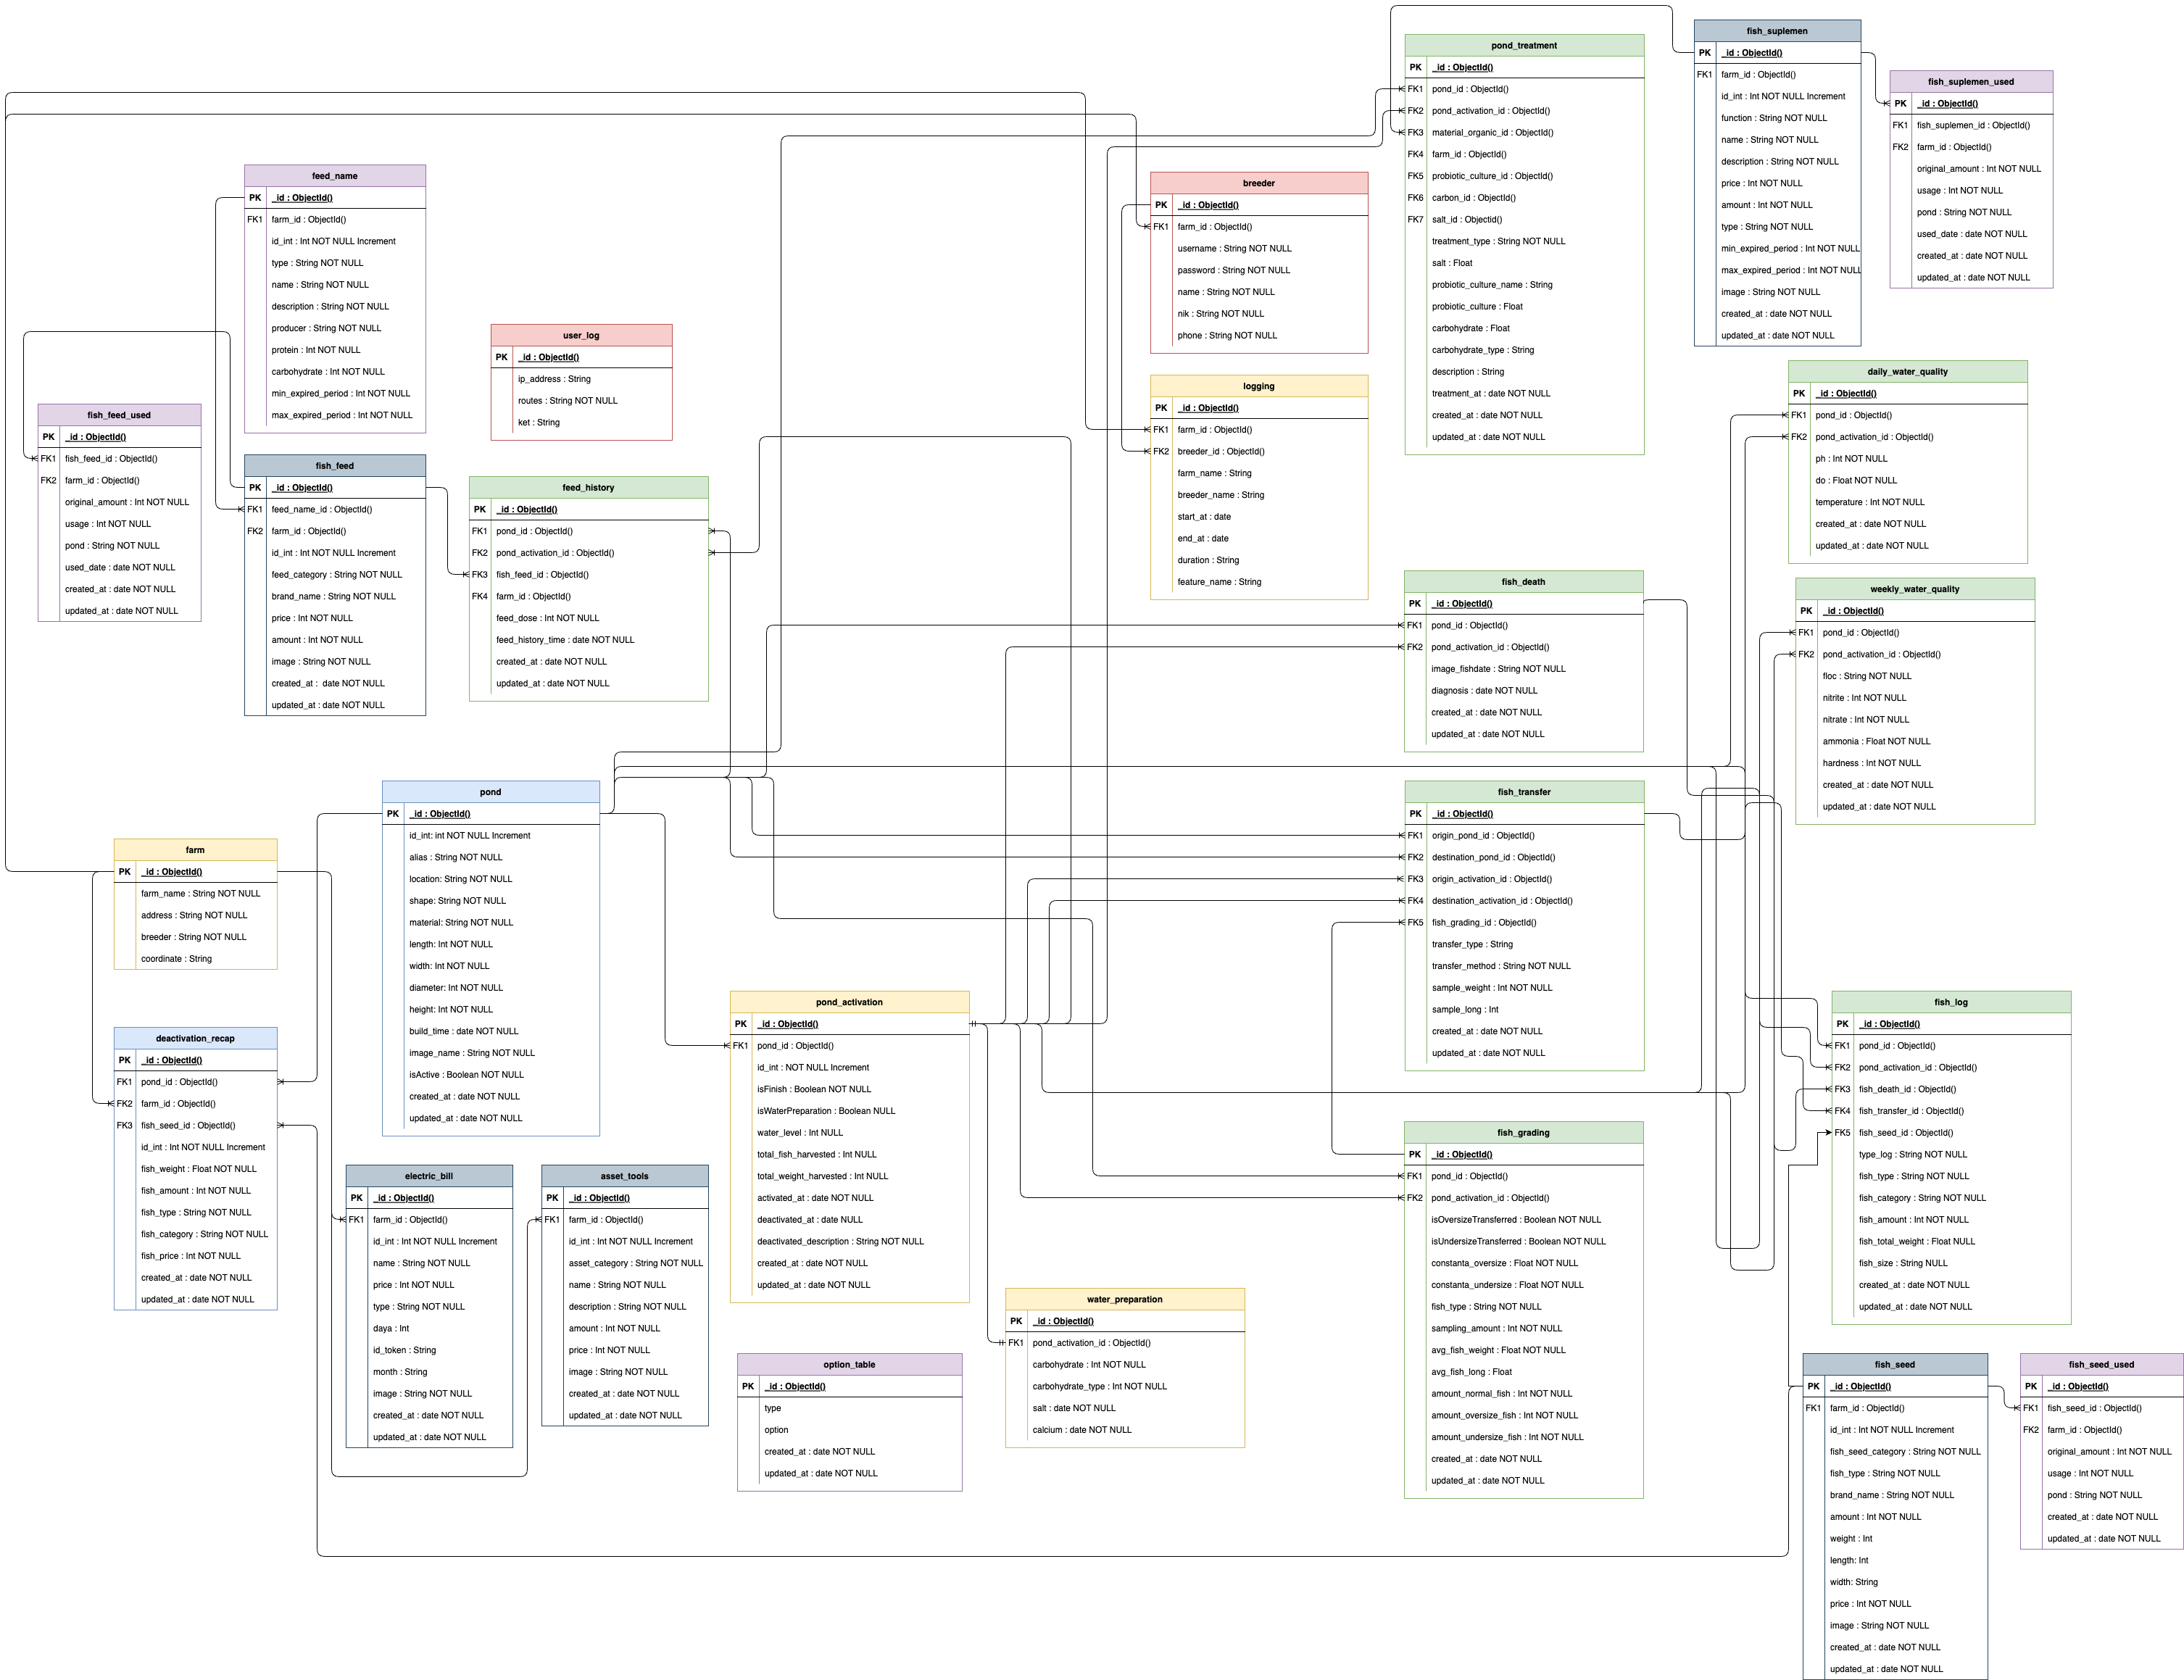 pond_treatment
PK _id : ObjectId()
FK1 pond_id : ObjectId()
FK2 pond_activation_id : ObjectId()
FK3 material_organic_id : ObjectId()
FK4 farm_id : ObjectId()
FK5 probiotic_culture_id : ObjectId()
FK6 carbon_id : ObjectId()
FK7 salt_id : Objectid()
treatment_type : String NOT NULL
salt : Float
probiotic_culture_name : String
probiotic_culture : Float
carbohydrate : Float
carbohydrate_type : String
description : String
treatment_at : date NOT NULL
created_at : date NOT NULL
updated_at : date NOT NULL
fish_suplemen
PK _id : ObjectId()
FK1 farm_id : ObjectId()
id_int : Int NOT NULL Increment
function : String NOT NULL
name : String NOT NULL
description : String NOT NULL
price : Int NOT NULL
amount : Int NOT NULL
type : String NOT NULL
min_expired_period : Int NOT NULL
max_expired_period : Int NOT NULL
image : String NOT NULL
created_at : date NOT NULL
updated_at : date NOT NULL
fish_suplemen_used
PK _id : ObjectId()
FK1 fish_suplemen_id : ObjectId()
FK2 farm_id : ObjectId()
original_amount : Int NOT NULL
usage : Int NOT NULL
pond : String NOT NULL
used_date : date NOT NULL
created_at : date NOT NULL
updated_at : date NOT NULL
feed_name
PK _id : ObjectId()
FK1 farm_id : ObjectId()
id_int : Int NOT NULL Increment
type : String NOT NULL
name : String NOT NULL
description : String NOT NULL
producer : String NOT NULL
protein : Int NOT NULL
carbohydrate : Int NOT NULL
min_expired_period : Int NOT NULL
max_expired_period : Int NOT NULL
breeder
PK _id : ObjectId()
FK1 farm_id : ObjectId()
username : String NOT NULL
password : String NOT NULL
name : String NOT NULL
nik : String NOT NULL
phone : String NOT NULL
user_log
PK _id : ObjectId()
ip_address : String
routes : String NOT NULL
ket : String
logging
PK _id : ObjectId()
FK1 farm_id : ObjectId()
FK2 breeder_id : ObjectId()
farm_name : String
breeder_name : String
start_at : date
end_at : date
duration : String
feature_name : String
daily_water_quality
PK _id : ObjectId()
FK1 pond_id : ObjectId()
FK2 pond_activation_id : ObjectId()
ph : Int NOT NULL
do : Float NOT NULL
temperature : Int NOT NULL
created_at : date NOT NULL
updated_at : date NOT NULL
fish_feed_used
PK _id : ObjectId()
FK1 fish_feed_id : ObjectId()
FK2 farm_id : ObjectId()
original_amount : Int NOT NULL
usage : Int NOT NULL
pond : String NOT NULL
used_date : date NOT NULL
created_at : date NOT NULL
updated_at : date NOT NULL
fish_feed
PK _id : ObjectId()
FK1 feed_name_id : ObjectId()
FK2 farm_id : ObjectId()
id_int : Int NOT NULL Increment
feed_category : String NOT NULL
brand_name : String NOT NULL
price : Int NOT NULL
amount : Int NOT NULL
image : String NOT NULL
created_at : date NOT NULL
updated_at : date NOT NULL
feed_history
PK _id : ObjectId()
FK1 pond_id : ObjectId()
FK2 pond_activation_id : ObjectId()
FK3 fish_feed_id : ObjectId()
FK4 farm_id : ObjectId()
feed_dose : Int NOT NULL
feed_history_time : date NOT NULL
created_at : date NOT NULL
updated_at : date NOT NULL
fish_death
PK _id : ObjectId()
FK1 pond_id : ObjectId()
FK2 pond_activation_id : ObjectId()
image_fishdate : String NOT NULL
diagnosis : date NOT NULL
created_at : date NOT NULL
updated_at : date NOT NULL
weekly_water_quality
PK _id : ObjectId()
FK1 pond_id : ObjectId()
FK2 pond_activation_id : ObjectId()
floc : String NOT NULL
nitrite : Int NOT NULL
nitrate : Int NOT NULL
ammonia : Float NOT NULL
hardness : Int NOT NULL
created_at : date NOT NULL
updated_at : date NOT NULL
pond
PK _id : ObjectId()
id_int: int NOT NULL Increment
alias : String NOT NULL
location: String NOT NULL
shape: String NOT NULL
material: String NOT NULL
length: Int NOT NULL
width: Int NOT NULL
diameter: Int NOT NULL
height: Int NOT NULL
build_time : date NOT NULL
image_name : String NOT NULL
isActive : Boolean NOT NULL
created_at : date NOT NULL
updated_at : date NOT NULL
fish_transfer
PK _id : ObjectId()
FK1 origin_pond_id : ObjectId()
FK2 destination_pond_id : ObjectId()
FK3 origin_activation_id : ObjectId()
FK4 destination_activation_id : ObjectId()
FK5 fish_grading_id : ObjectId()
transfer_type : String
transfer_method : String NOT NULL
sample_weight : Int NOT NULL
sample_long : Int
created_at : date NOT NULL
updated_at : date NOT NULL
farm
PK _id : ObjectId()
farm_name : String NOT NULL
address : String NOT NULL
breeder : String NOT NULL
coordinate : String
deactivation_recap
PK _id : ObjectId()
FK1 pond_id : ObjectId()
FK2 farm_id : ObjectId()
FK3 fish_seed_id : ObjectId()
id_int : Int NOT NULL Increment
fish_weight : Float NOT NULL
fish_amount : Int NOT NULL
fish_type : String NOT NULL
fish_category : String NOT NULL
fish_price : Int NOT NULL
created_at : date NOT NULL
updated_at : date NOT NULL
pond_activation
PK _id : ObjectId()
FK1 pond_id : ObjectId()
id_int : NOT NULL Increment
isFinish : Boolean NOT NULL
isWaterPreparation : Boolean NULL
water_level : Int NULL
total_fish_harvested : Int NULL
total_weight_harvested : Int NULL
activated_at : date NOT NULL
deactivated_at : date NULL
deactivated_description : String NOT NULL
created_at : date NOT NULL
updated_at : date NOT NULL
fish_log
PK _id : ObjectId()
FK1 pond_id : ObjectId()
FK2 pond_activation_id : ObjectId()
FK3 fish_death_id : ObjectId()
FK4 fish_transfer_id : ObjectId()
FK5 fish_seed_id : ObjectId()
type_log : String NOT NULL
fish_type : String NOT NULL
fish_category : String NOT NULL
fish_amount : Int NOT NULL
fish_total_weight : Float NULL
fish_size : String NULL
created_at : date NOT NULL
updated_at : date NOT NULL
fish_grading
PK _id : ObjectId()
FK1 pond_id : ObjectId()
FK2 pond_activation_id : ObjectId()
isOversizeTransferred : Boolean NOT NULL
isUndersizeTransferred : Boolean NOT NULL
constanta_oversize : Float NOT NULL
constanta_undersize : Float NOT NULL
fish_type : String NOT NULL
sampling_amount : Int NOT NULL
avg_fish_weight : Float NOT NULL
avg_fish_long : Float
amount_normal_fish : Int NOT NULL
amount_oversize_fish : Int NOT NULL
amount_undersize_fish : Int NOT NULL
created_at : date NOT NULL
updated_at : date NOT NULL
electric_bill
PK _id : ObjectId()
FK1 farm_id : ObjectId()
id_int : Int NOT NULL Increment
name : String NOT NULL
price : Int NOT NULL
type : String NOT NULL
daya : Int
id_token : String
month : String
image : String NOT NULL
created_at : date NOT NULL
updated_at : date NOT NULL
asset_tools
PK _id : ObjectId()
FK1 farm_id : ObjectId()
id_int : Int NOT NULL Increment
asset_category : String NOT NULL
name : String NOT NULL
description : String NOT NULL
amount : Int NOT NULL
price : Int NOT NULL
image : String NOT NULL
created_at : date NOT NULL
updated_at : date NOT NULL
water_preparation
PK _id : ObjectId()
FK1 pond_activation_id : ObjectId()
carbohydrate : Int NOT NULL
carbohydrate_type : Int NOT NULL
salt : date NOT NULL
calcium : date NOT NULL
option_table
PK _id : ObjectId()
type
option
created_at : date NOT NULL
updated_at : date NOT NULL
fish_seed
PK _id : ObjectId()
FK1 farm_id : ObjectId()
id_int : Int NOT NULL Increment
fish_seed_category : String NOT NULL
fish_type : String NOT NULL
brand_name : String NOT NULL
amount : Int NOT NULL
weight : Int
length: Int
width: String
price : Int NOT NULL
image : String NOT NULL
created_at : date NOT NULL
updated_at : date NOT NULL
fish_seed_used
PK _id : ObjectId()
FK1 fish_seed_id : ObjectId()
FK2 farm_id : ObjectId()
original_amount : Int NOT NULL
usage : Int NOT NULL
pond : String NOT NULL
created_at : date NOT NULL
updated_at : date NOT NULL